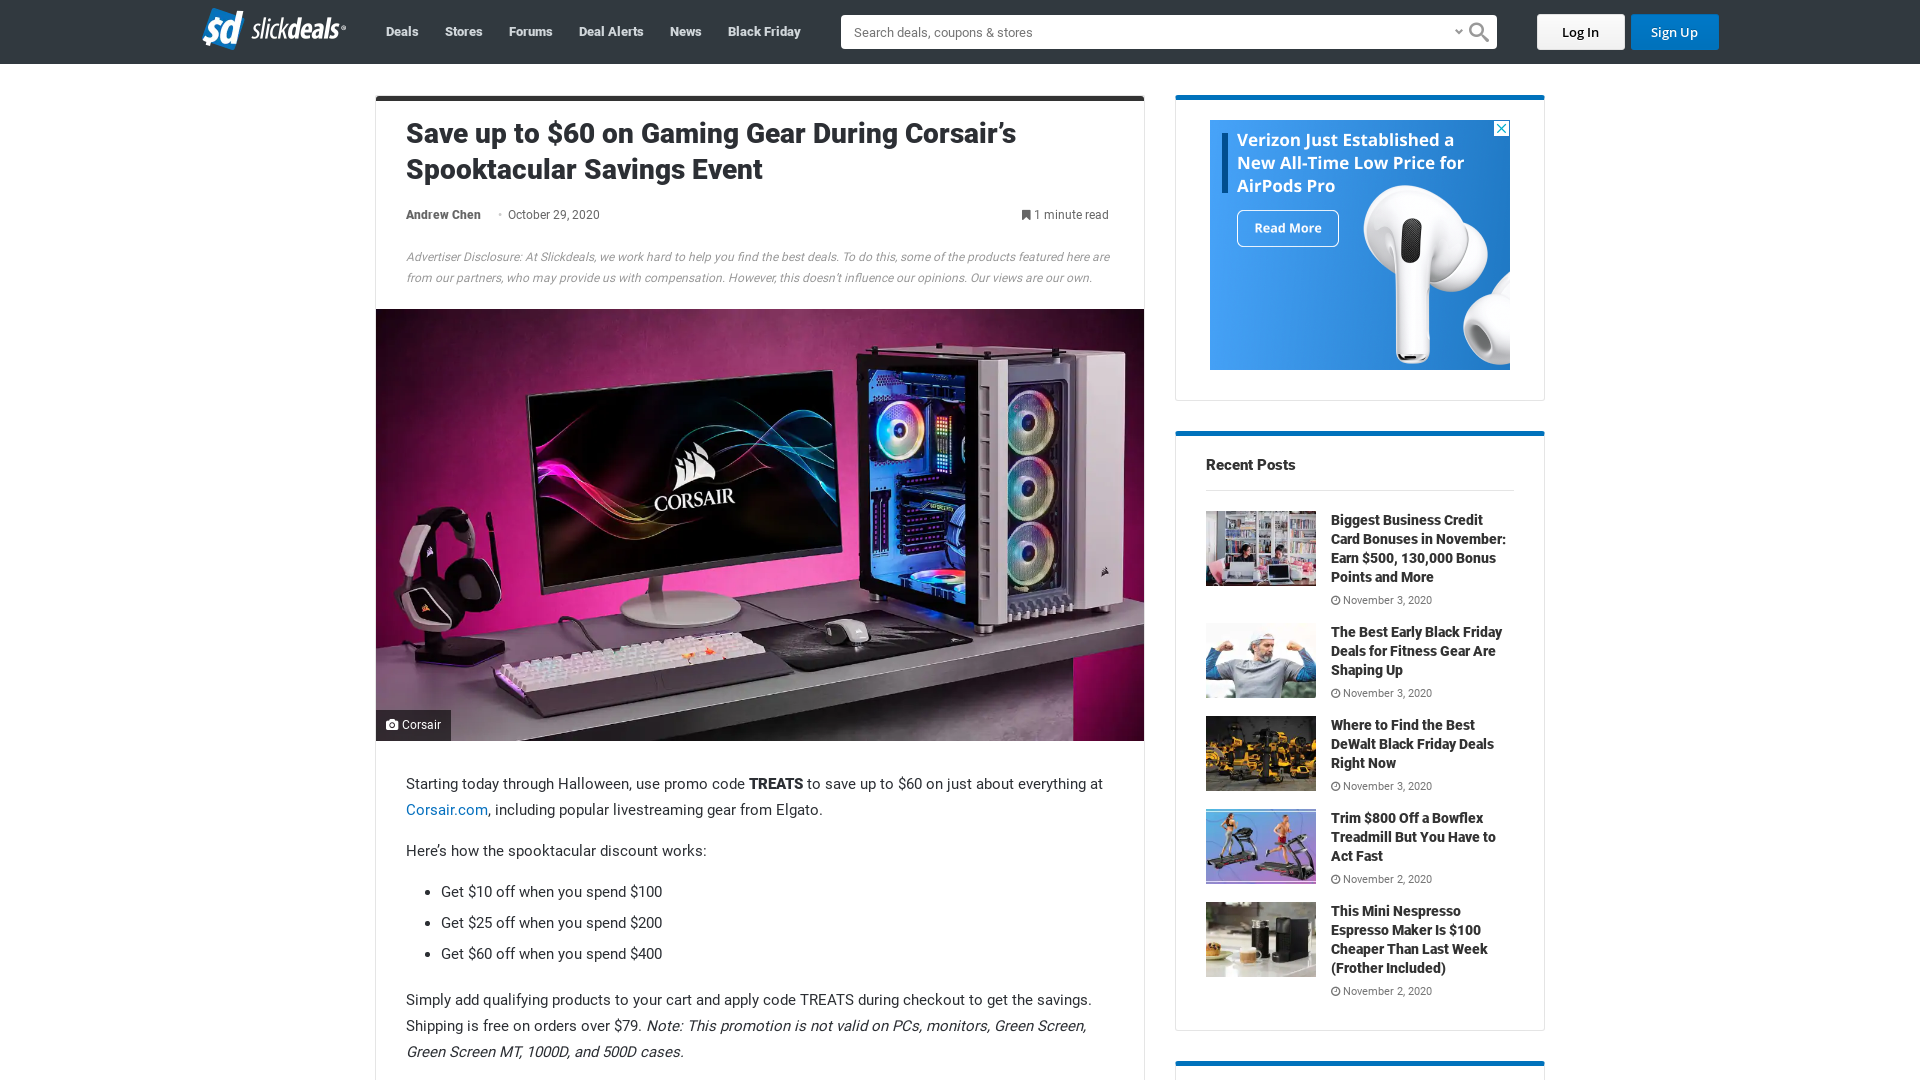 slickdeals
Deals
Stores
Forums
Deal Alerts
News
Black Friday
Search deals, coupons & stores
Log In
Sign Up
Save up to $60 on Gaming Gear During Corsair’s
Spooktacular Savings Event
Andrew Chen
• October 29, 2020
1 minute read
Advertiser Disclosure: At Slickdeals, we work hard to help you find the best deals. To do this, some of the products featured here are
from our partners, who may provide us with compensation. However, this doesn’t influence our opinions. Our views are our own.
CORSAIR
Corsair
Starting today through Halloween, use promo code TREATS to save up to $60 on just about everything at
Corsair.com, including popular livestreaming gear from Elgato.
Here’s how the spooktacular discount works:
• Get $10 off when you spend $100
• Get $25 off when you spend $200
• Get $60 off when you spend $400
Simply add qualifying products to your cart and apply code TREATS during checkout to get the savings.
Shipping is free on orders over $79. Note: This promotion is not valid on PCs, monitors, Green Screen,
Green Screen MT, 1000D, and 500D cases.
Verizon Just Established a
New All-Time Low Price for
AirPods Pro
Read More
Recent Posts
Biggest Business Credit
Card Bonuses in November:
Earn $500, 130,000 Bonus
Points and More
November 3, 2020
The Best Early Black Friday
Deals for Fitness Gear Are
Shaping Up
November 3, 2020
Where to Find the Best
DeWalt Black Friday Deals
Right Now
November 3, 2020
Trim $800 Off a Bowflex
Treadmill But You Have to
Act Fast
November 2, 2020
This Mini Nespresso
Espresso Maker Is $100
Cheaper Than Last Week
(Frother Included)
November 2, 2020